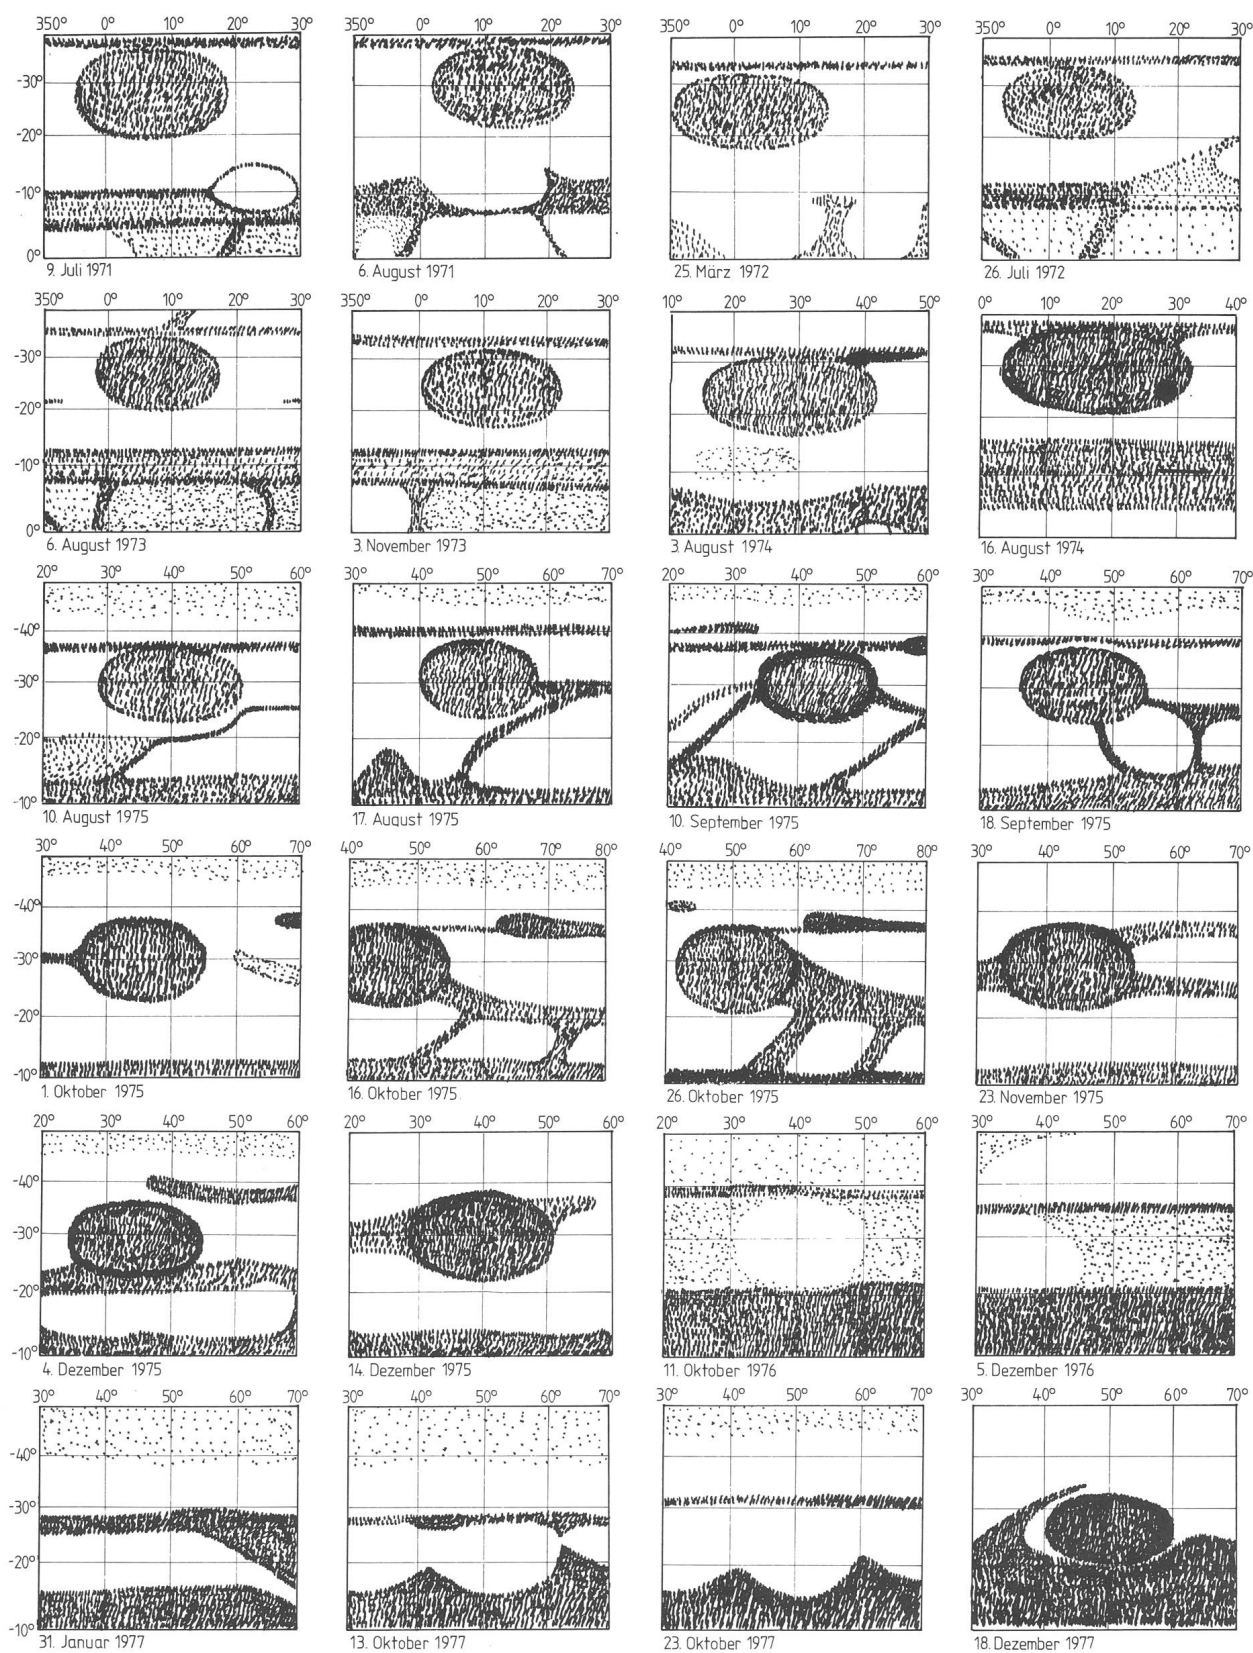 350° 0° 10° 20° 30° 350° 0° 10° 20° 30° 350° 0° 10° 20° 30° 350° 0° 10° 20° 30°
-30°
-20°
-10°
0°
9. Juli 1971 6. August 1971 25. März 1972 26. Juli 1972
350° 0° 10° 20° 30° 350° 0° 10° 20° 30° 10° 20° 30° 40° 50° 0° 10° 20° 30° 40°
-30°
-20°
-10°
0°
6. August 1973 3. November 1973 3. August 1974 16. August 1974
20° 30° 40° 50° 60° 30° 40° 50° 60° 70° 20° 30° 40° 50° 60° 30° 40° 50° 60° 70°
-40°
-30°
-20°
-10°
10. August 1975 17. August 1975 10. September 1975 18. September 1975
30° 40° 50° 60° 70° 40° 50° 60° 70° 80° 40° 50° 60° 70° 80° 30° 40° 50° 60° 70°
-40°
-30°
-20°
-10°
1. Oktober 1975 16. Oktober 1975 26. Oktober 1975 23. November 1975
20° 30° 40° 50° 60° 20° 30° 40° 50° 60° 20° 30° 40° 50° 60° 30° 40° 50° 60° 70°
-40°
-30°
-20°
-10°
4. Dezember 1975 14. Dezember 1975 11. Oktober 1976 5. Dezember 1976
30° 40° 50° 60° 70° 30° 40° 50° 60° 70° 30° 40° 50° 60° 70° 30° 40° 50° 60° 70°
-40°
-30°
-20°
-10°
31. Januar 1977 13. Oktober 1977 23. Oktober 1977 18. Dezember 1977